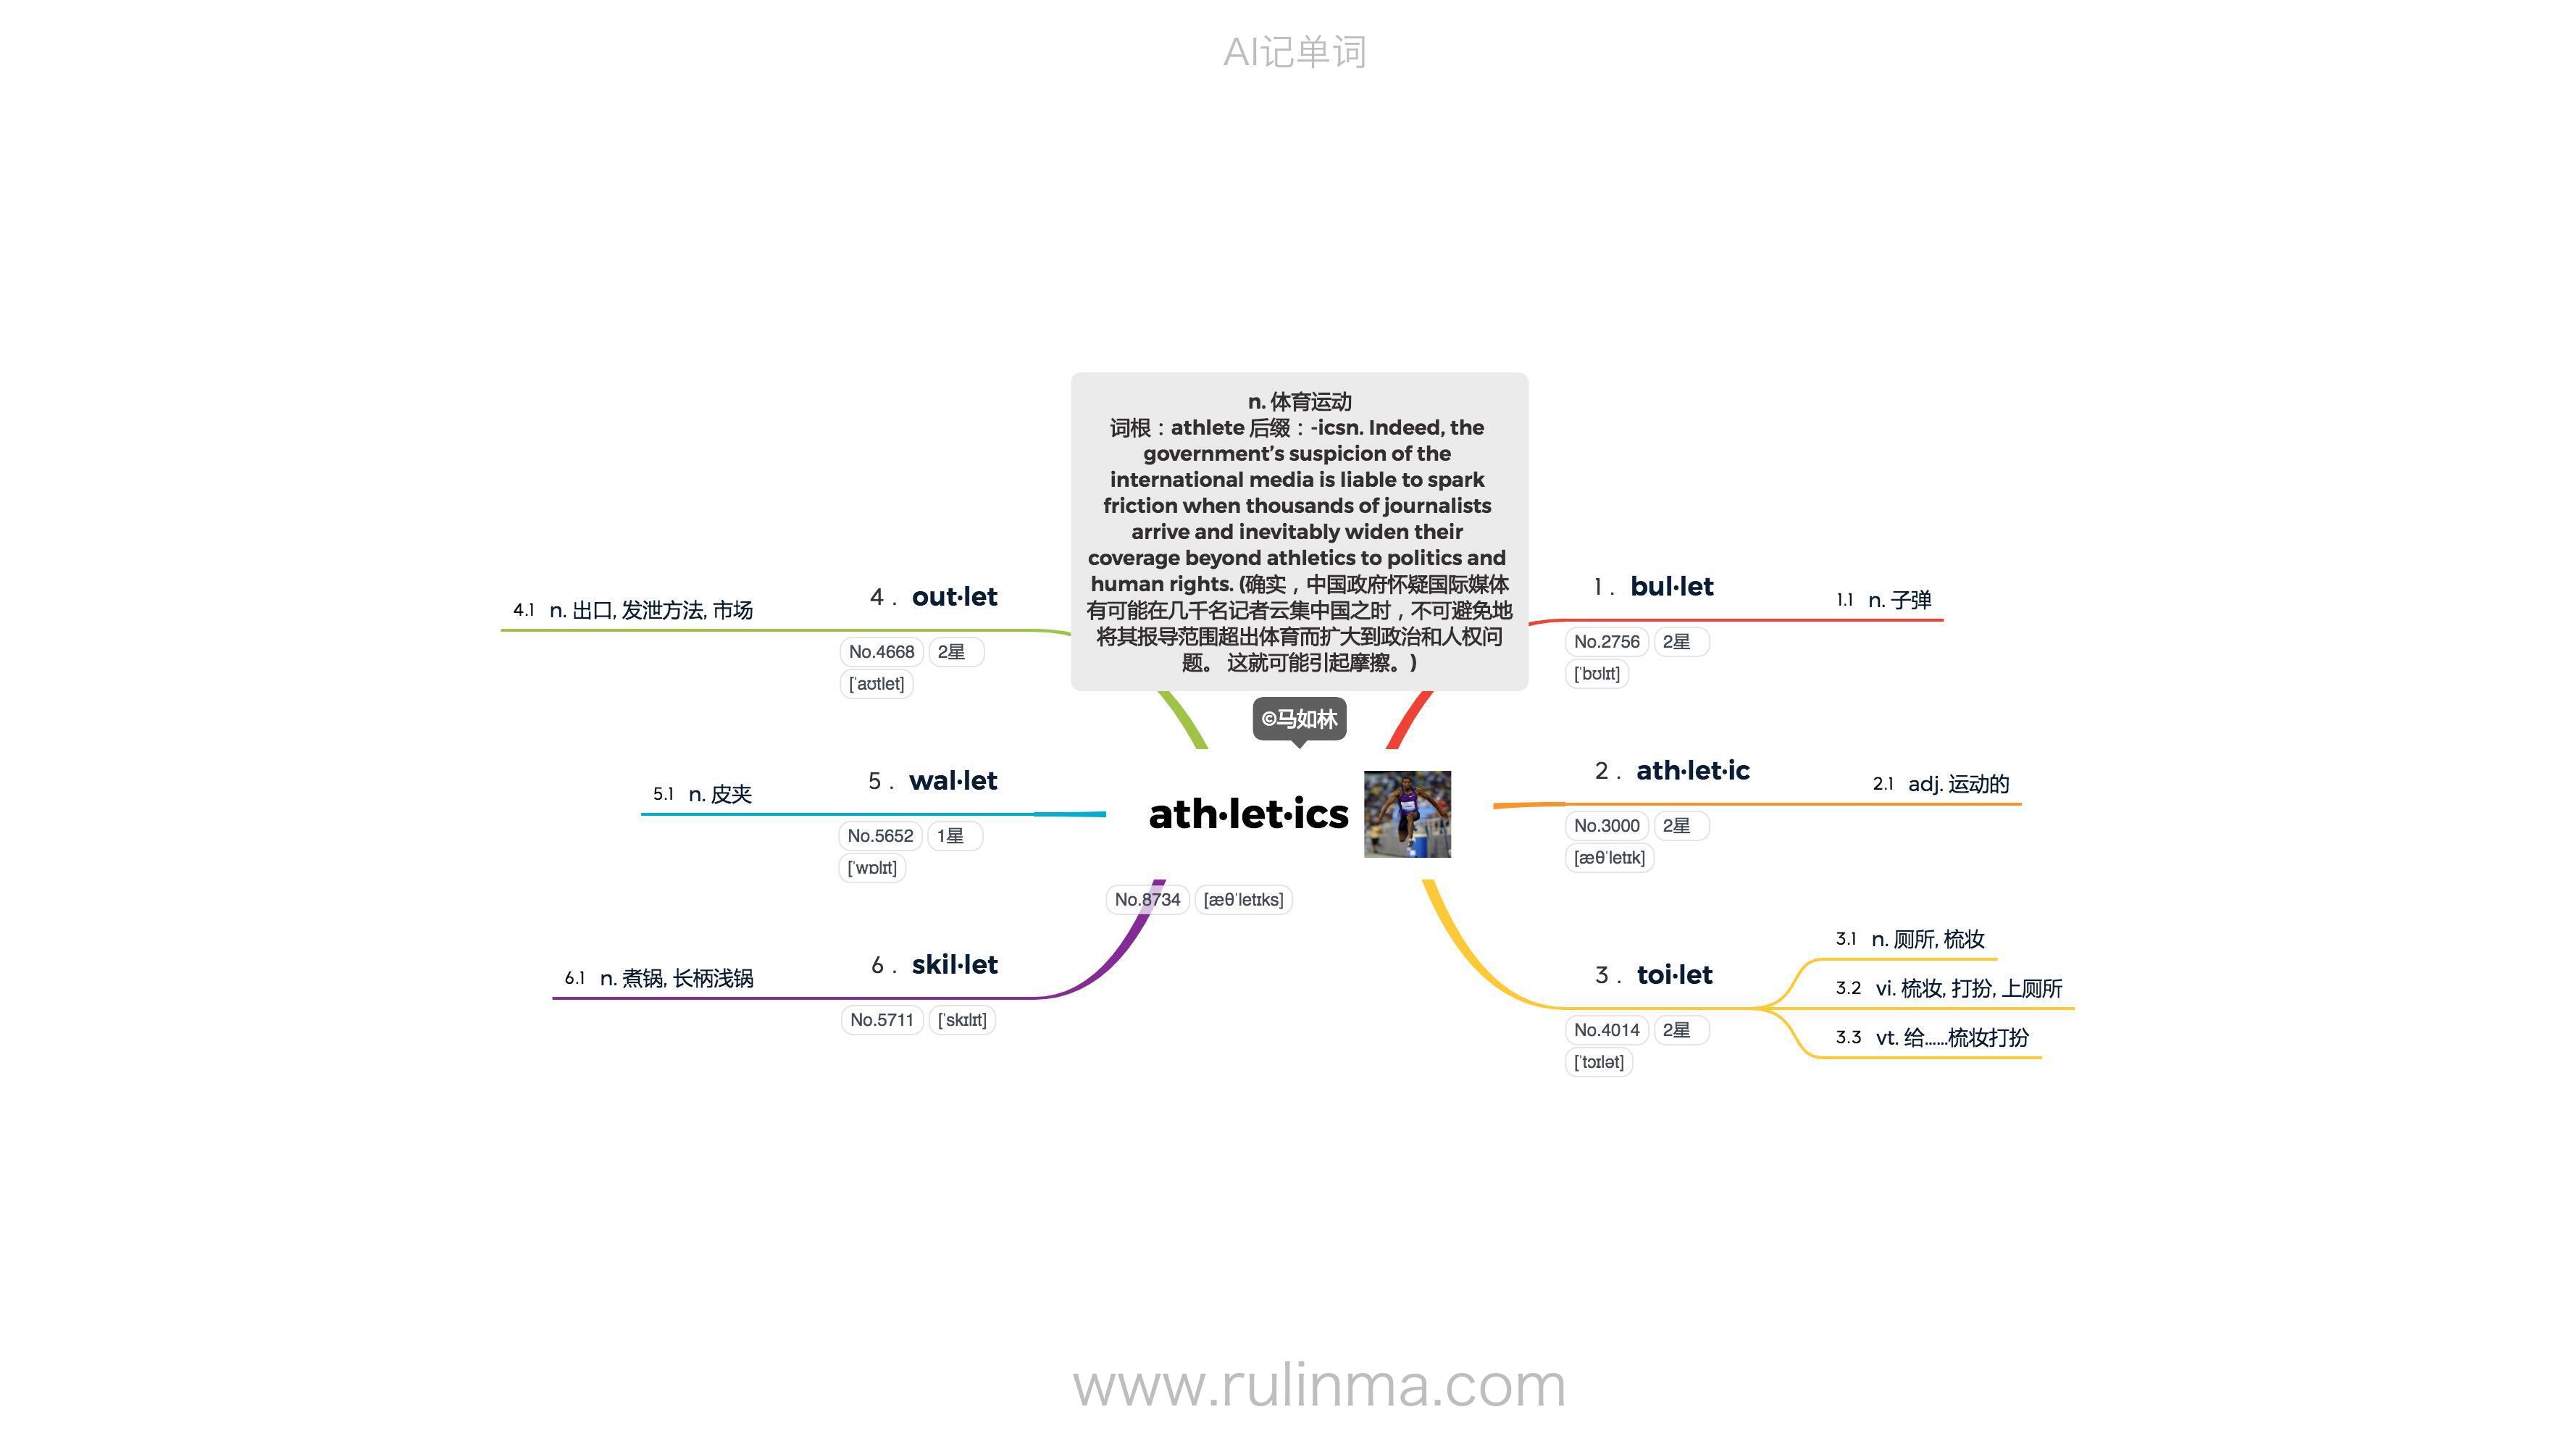 AI记单词
n. 体育运动
词根：athlete 后缀：-icsn. Indeed, the
government’s suspicion of the
international media is liable to spark
friction when thousands of journalists
arrive and inevitably widen their
coverage beyond athletics to politics and
human rights. (确实，中国政府怀疑国际媒体
有可能在几千名记者云集中国之时，不可避免地
将其报导范围超出体育而扩大到政治和人权问
题。 这就可能引起摩擦。)
©马如林
ath·let·ics
No.8734 [æθˈletɪks]
1． bul·let
No.2756 2星
[ˈbʊlɪt]
1.1 n. 子弹
2． ath·let·ic
No.3000 2星
[æθˈletɪk]
2.1 adj. 运动的
3． toi·let
No.4014 2星
[ˈtɔɪlət]
3.1 n. 厕所, 梳妆
3.2 vi. 梳妆, 打扮, 上厕所
3.3 vt. 给……梳妆打扮
4． out·let
No.4668 2星
[ˈaʊtlet]
4.1 n. 出口, 发泄方法, 市场
5． wal·let
No.5652 1星
[ˈwɒlɪt]
5.1 n. 皮夹
6． skil·let
No.5711 [ˈskɪlɪt]
6.1 n. 煮锅, 长柄浅锅
www.rulinma.com